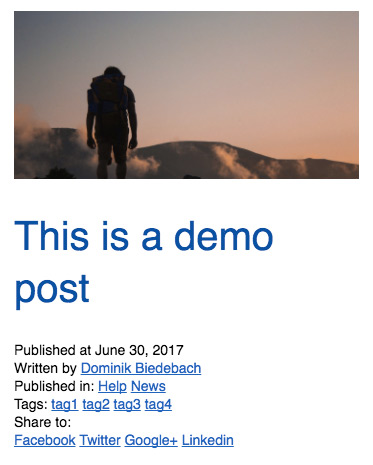 This is a demo
post
Published at June 30, 2017
Written by Dominik Biedebach
Published in: Help News
Tags: tag1 tag2 tag3 tag4
Share to:
Facebook Twitter Google+ Linkedin